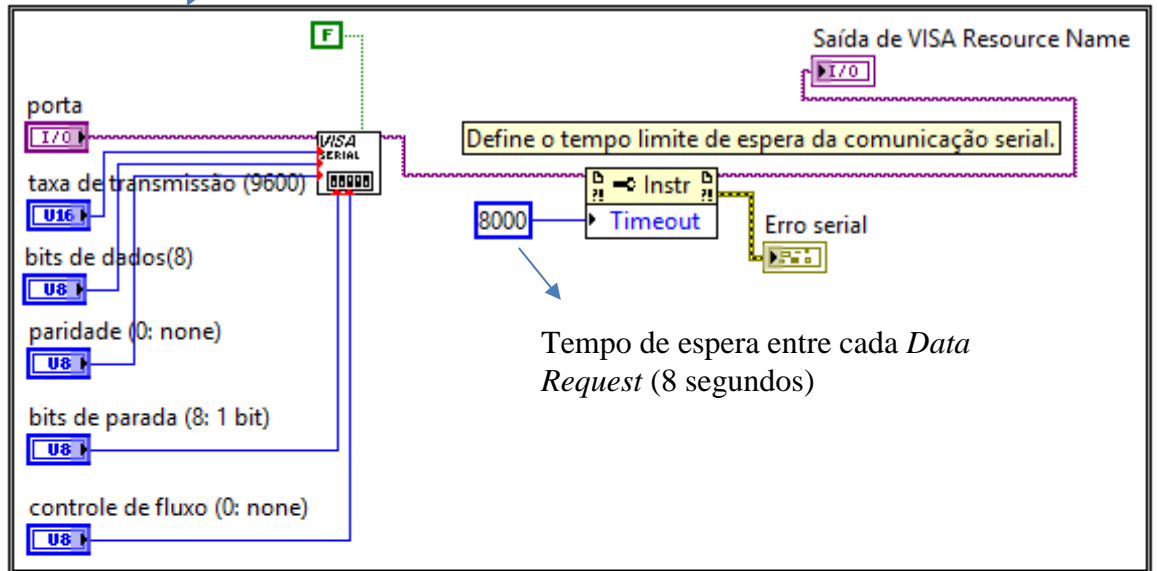 F
Saída de VISA Resource Name
I/O
porta
I/O
VISA
SERIAL
Define o tempo limite de espera da comunicação serial.
taxa de transmissão (9600)
U16
Instr
8000
Timeout
Erro serial
bits de dados(8)
U8
paridade (0: none)
U8
Tempo de espera entre cada Data
Request (8 segundos)
bits de parada (8: 1 bit)
U8
controle de fluxo (0: none)
U8